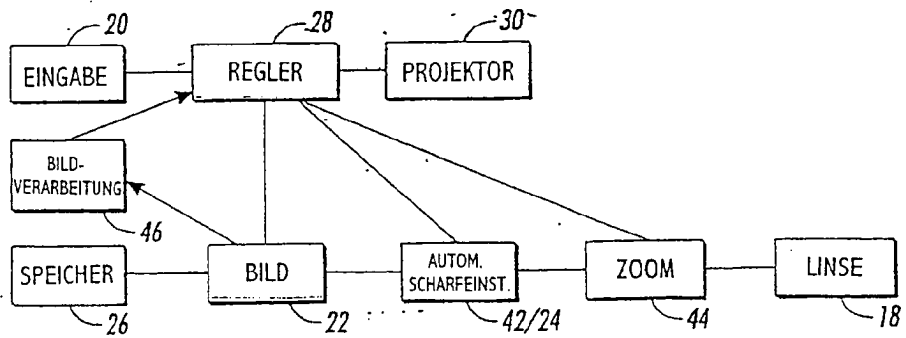 20
28
30
EINGABE
REGLER
PROJEKTOR
BILD-
VERARBEITUNG
46
SPEICHER
BILD
AUTOM.
SCHARFEINST.
ZOOM
LINSE
26
22
42/24
44
18